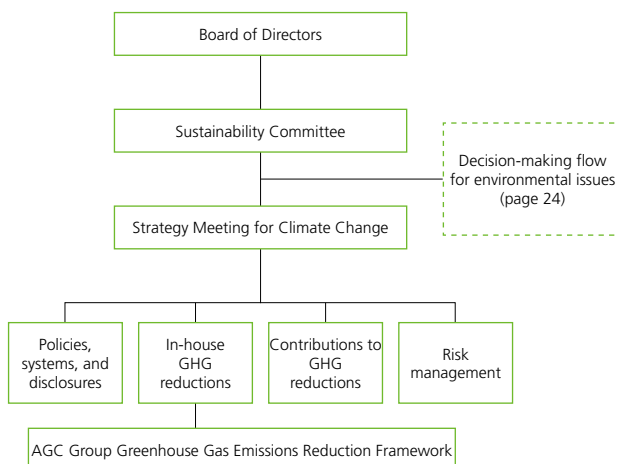 Board of Directors
Sustainability Committee
Decision-making flow
for environmental issues
(page 24)
Strategy Meeting for Climate Change
Policies,
systems, and
disclosures
In-house
GHG
reductions
Contributions to
GHG
reductions
Risk
management
AGC Group Greenhouse Gas Emissions Reduction Framework